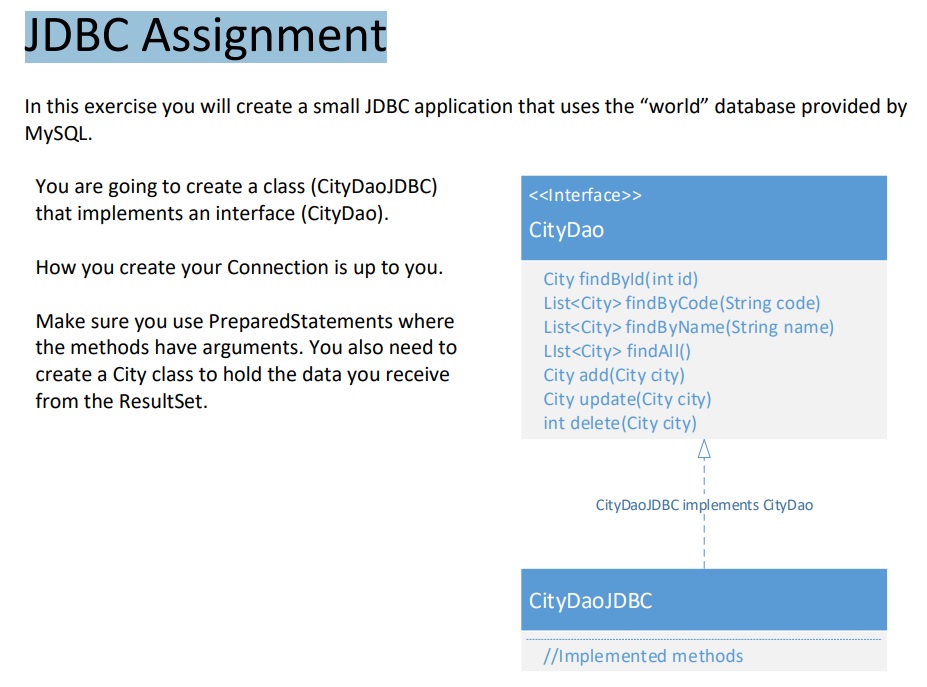 JDBC Assignment
In this exercise you will create a small JDBC application that uses the “world” database provided by
MySQL.
You are going to create a class (CityDaoJDBC)
that implements an interface (CityDao).
How you create your Connection is up to you.
Make sure you use PreparedStatements where
the methods have arguments. You also need to
create a City class to hold the data you receive
from the ResultSet.
<<Interface>>
CityDao
City findById(int id)
List<City> findByCode(String code)
List<City> findByName(String name)
LIst<City> findAll()
City add(City city)
City update(City city)
int delete(City city)
CityDaoJDBC implements CityDao
CityDaoJDBC
//Implemented methods